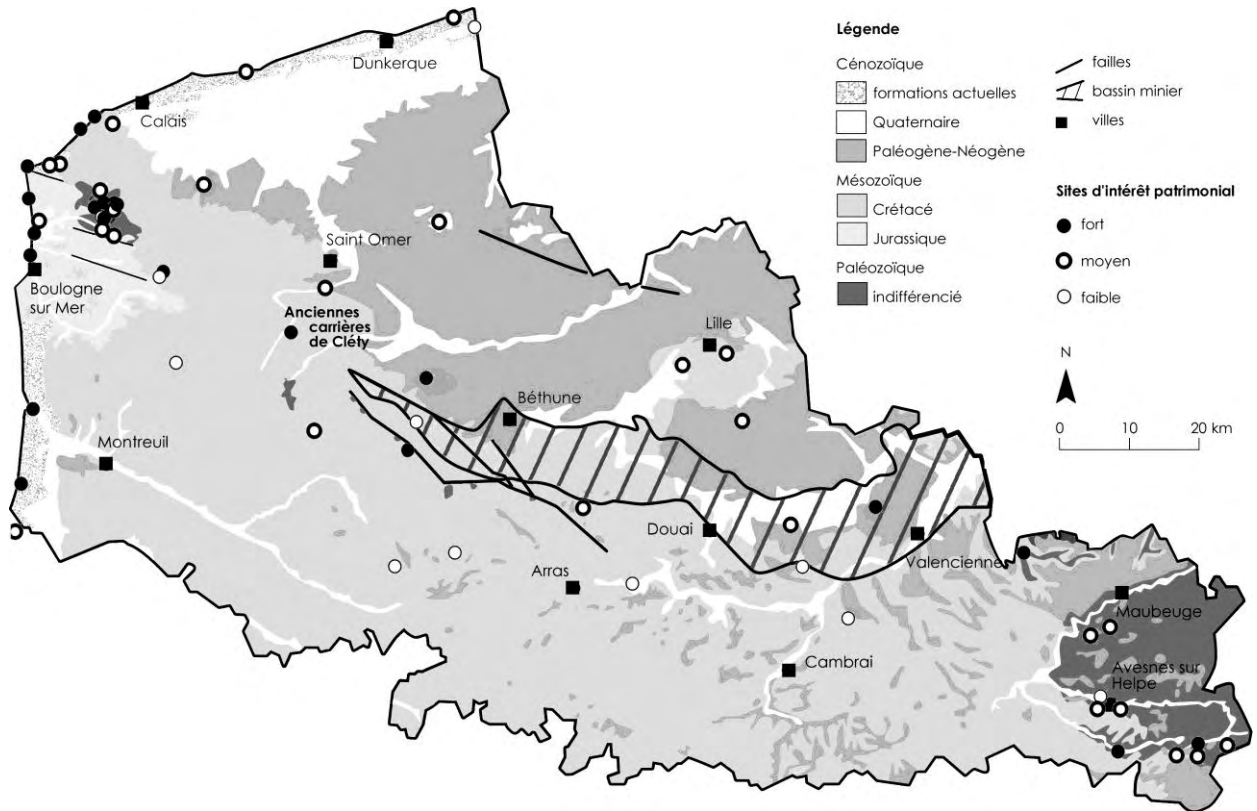 Dunkerque
Calais
Saint Omer
Boulogne
sur Mer
Anciennes
carrières
de Cléty
Lille
Béthune
Montreuil
Douai
Valencienne
Arras
Maubeuge
Cambrai
Avesnes sur
Helpe
Légende
Cénozoïque
formations actuelles
Quaternaire
Paléogène-Néogène
Mésozoïque
Crétacé
Jurassique
Paléozoïque
indifférencié
failles
bassin minier
villes
Sites d'intérêt patrimonial
fort
moyen
faible
N
0 10 20 km